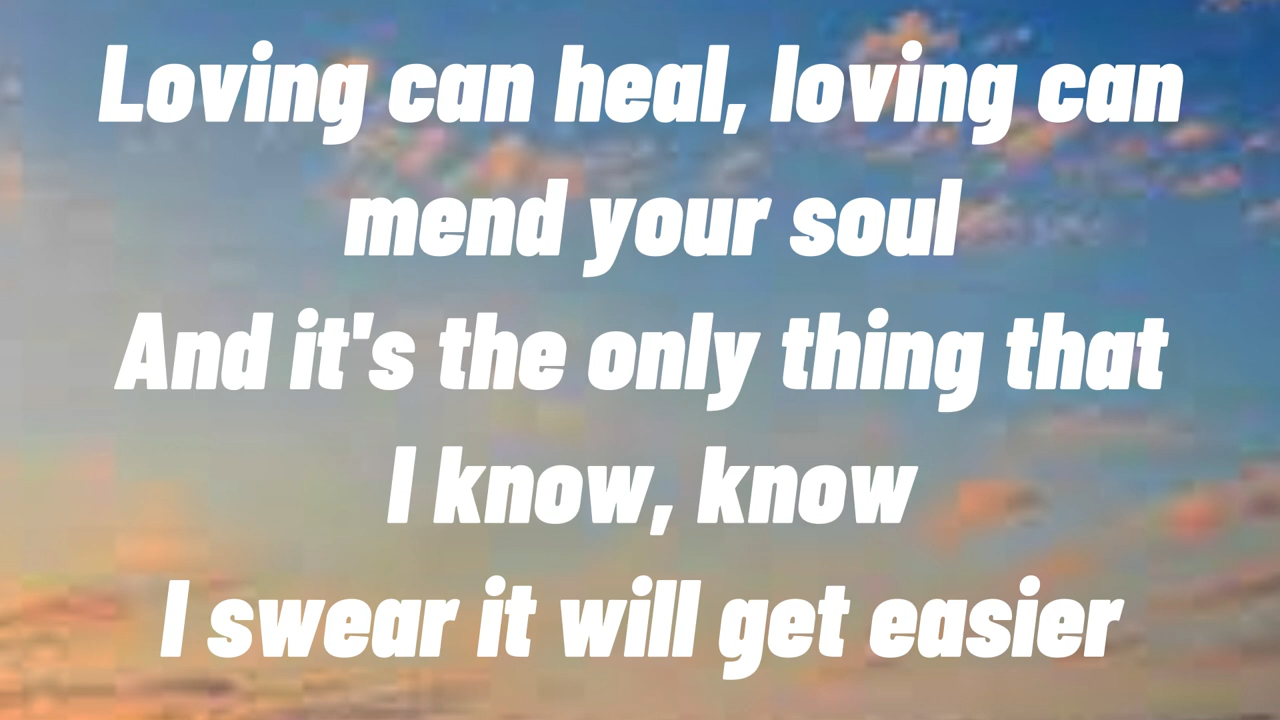 Loving can heal, loving can
mend your soul
And it's the only thing that
I know, know
I swear it will get easier